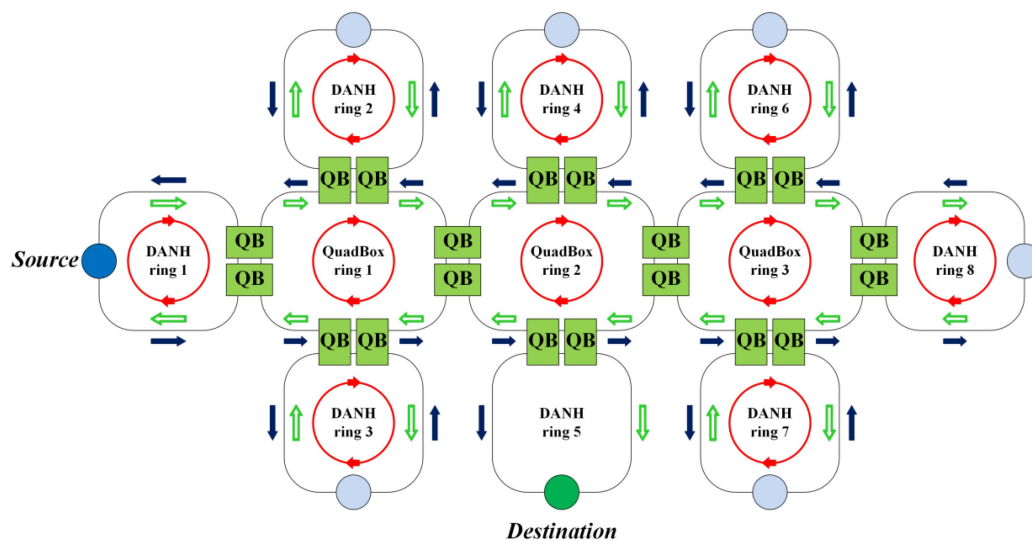 DANH
ring 2
DANH
ring 4
DANH
ring 6
QB QB
QB QB
QB QB
Source
DANH
ring 1
QB
QB
QuadBox
ring 1
QB
QB
QuadBox
ring 2
QB
QB
QuadBox
ring 3
QB
QB
DANH
ring 8
QB QB
QB QB
QB QB
DANH
ring 3
DANH
ring 5
DANH
ring 7
Destination